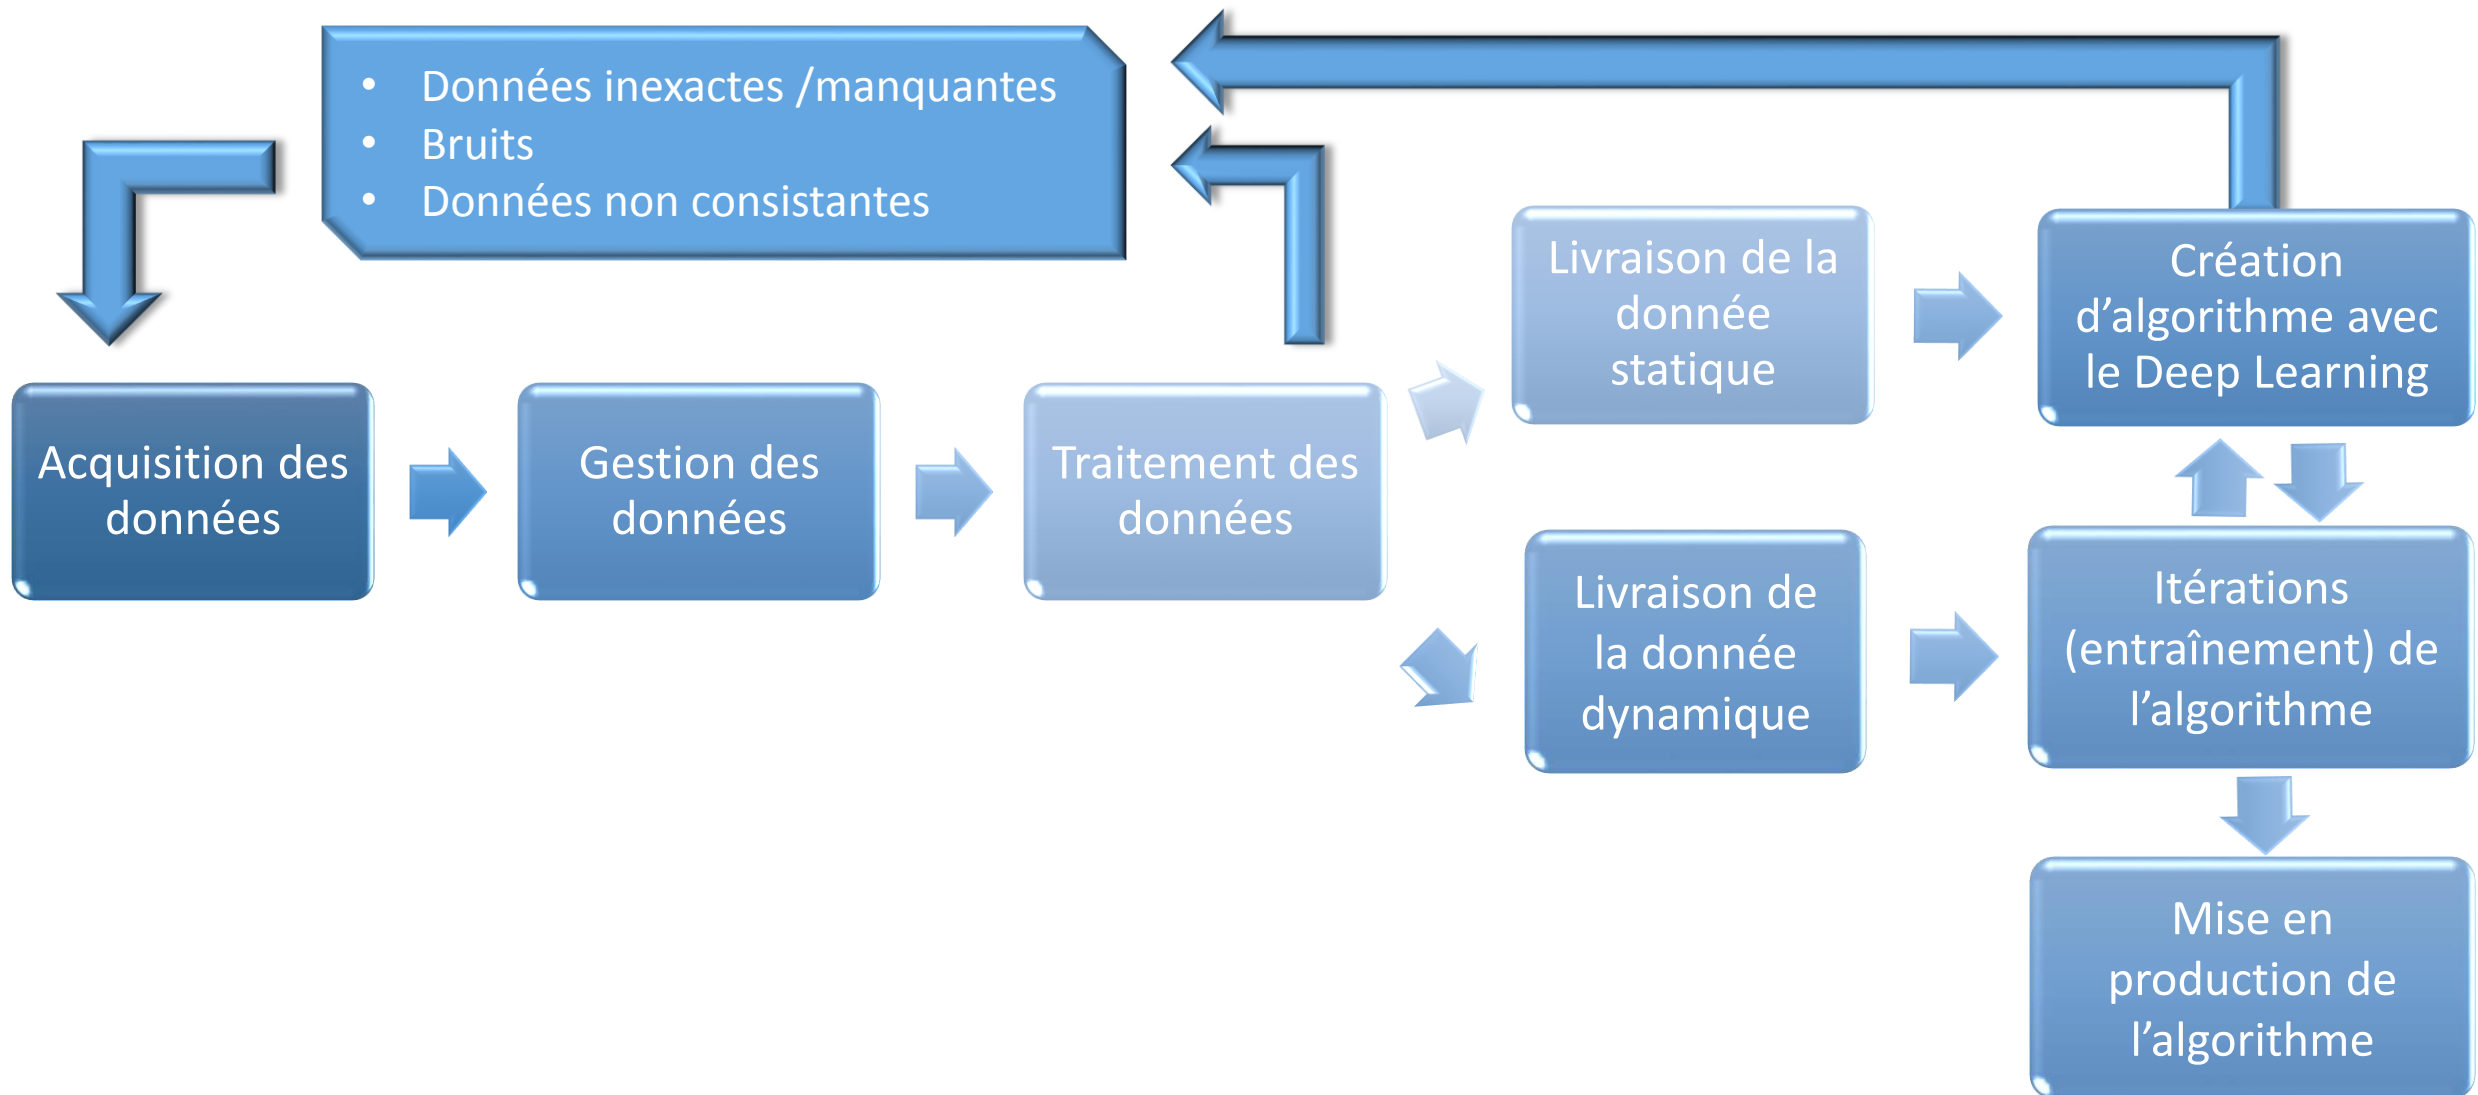 • Données inexactes /manquantes
• Bruits
• Données non consistantes
Acquisition des
données
Gestion des
données
Traitement des
données
Livraison de la
donnée
statique
Création
d’algorithme avec
le Deep Learning
Livraison de
la donnée
dynamique
Itérations
(entraînement) de
l’algorithme
Mise en
production de
l’algorithme